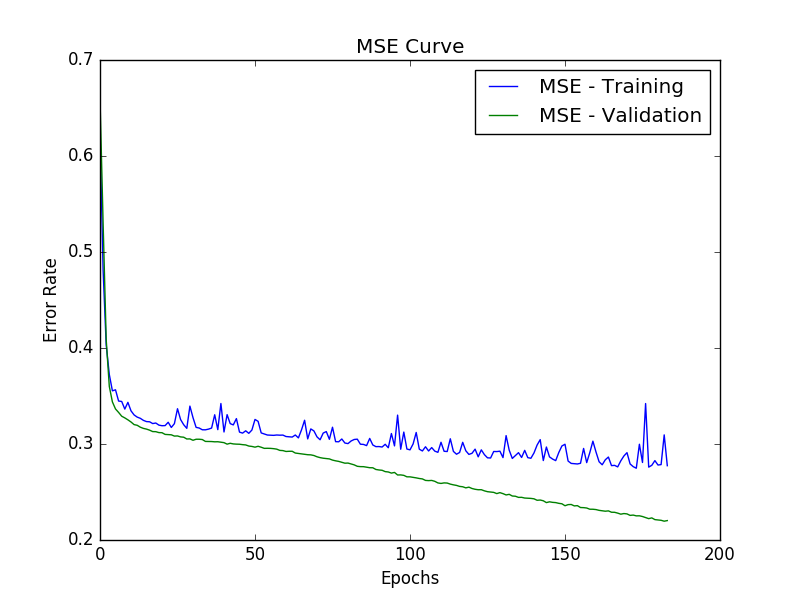 MSE Curve
0.7
0.6
0.5
0.4
0.3
0.2
Error Rate
MSE - Training
MSE - Validation
0
50
100
150
200
Epochs